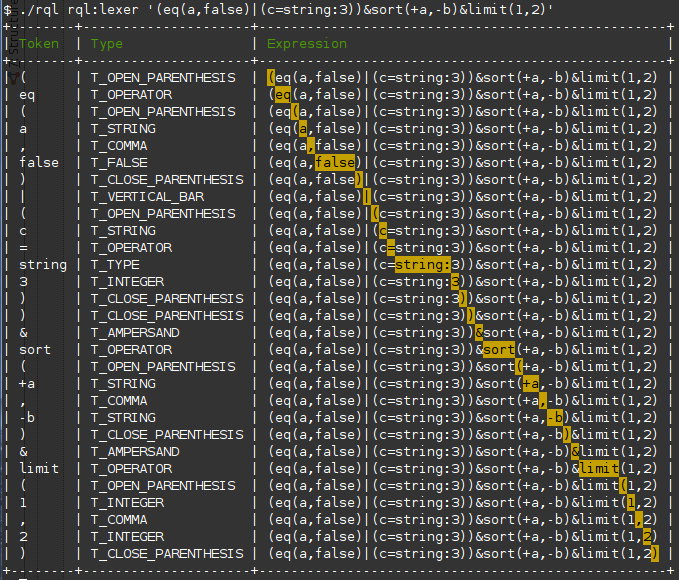 $ ./rql rql:lexer '(eq(a,false)|(c=string:3))&sort(+a,-b)&limit(1,2)'
+--------+---------------------+---------------------------------------------------+
| Token  | Type                | Expression                                        |
+--------+---------------------+---------------------------------------------------+
| (      | T_OPEN_PARENTHESIS  | (eq(a,false)|(c=string:3))&sort(+a,-b)&limit(1,2) |
| eq     | T_OPERATOR          | (eq(a,false)|(c=string:3))&sort(+a,-b)&limit(1,2) |
| (      | T_OPEN_PARENTHESIS  | (eq(a,false)|(c=string:3))&sort(+a,-b)&limit(1,2) |
| a      | T_STRING            | (eq(a,false)|(c=string:3))&sort(+a,-b)&limit(1,2) |
| ,      | T_COMMA             | (eq(a,false)|(c=string:3))&sort(+a,-b)&limit(1,2) |
| false  | T_FALSE             | (eq(a,false)|(c=string:3))&sort(+a,-b)&limit(1,2) |
| )      | T_CLOSE_PARENTHESIS | (eq(a,false)|(c=string:3))&sort(+a,-b)&limit(1,2) |
| |      | T_VERTICAL_BAR      | (eq(a,false)|(c=string:3))&sort(+a,-b)&limit(1,2) |
| (      | T_OPEN_PARENTHESIS  | (eq(a,false)|(c=string:3))&sort(+a,-b)&limit(1,2) |
| c      | T_STRING            | (eq(a,false)|(c=string:3))&sort(+a,-b)&limit(1,2) |
| =      | T_OPERATOR          | (eq(a,false)|(c=string:3))&sort(+a,-b)&limit(1,2) |
| string | T_TYPE              | (eq(a,false)|(c=string:3))&sort(+a,-b)&limit(1,2) |
| 3      | T_INTEGER           | (eq(a,false)|(c=string:3))&sort(+a,-b)&limit(1,2) |
| )      | T_CLOSE_PARENTHESIS | (eq(a,false)|(c=string:3))&sort(+a,-b)&limit(1,2) |
| )      | T_CLOSE_PARENTHESIS | (eq(a,false)|(c=string:3))&sort(+a,-b)&limit(1,2) |
| &      | T_AMPERSAND         | (eq(a,false)|(c=string:3))&sort(+a,-b)&limit(1,2) |
| sort   | T_OPERATOR          | (eq(a,false)|(c=string:3))&sort(+a,-b)&limit(1,2) |
| (      | T_OPEN_PARENTHESIS  | (eq(a,false)|(c=string:3))&sort(+a,-b)&limit(1,2) |
| +a     | T_STRING            | (eq(a,false)|(c=string:3))&sort(+a,-b)&limit(1,2) |
| ,      | T_COMMA             | (eq(a,false)|(c=string:3))&sort(+a,-b)&limit(1,2) |
| -b     | T_STRING            | (eq(a,false)|(c=string:3))&sort(+a,-b)&limit(1,2) |
| )      | T_CLOSE_PARENTHESIS | (eq(a,false)|(c=string:3))&sort(+a,-b)&limit(1,2) |
| &      | T_AMPERSAND         | (eq(a,false)|(c=string:3))&sort(+a,-b)&limit(1,2) |
| limit  | T_OPERATOR          | (eq(a,false)|(c=string:3))&sort(+a,-b)&limit(1,2) |
| (      | T_OPEN_PARENTHESIS  | (eq(a,false)|(c=string:3))&sort(+a,-b)&limit(1,2) |
| 1      | T_INTEGER           | (eq(a,false)|(c=string:3))&sort(+a,-b)&limit(1,2) |
| ,      | T_COMMA             | (eq(a,false)|(c=string:3))&sort(+a,-b)&limit(1,2) |
| 2      | T_INTEGER           | (eq(a,false)|(c=string:3))&sort(+a,-b)&limit(1,2) |
| )      | T_CLOSE_PARENTHESIS | (eq(a,false)|(c=string:3))&sort(+a,-b)&limit(1,2) |
+--------+---------------------+---------------------------------------------------+